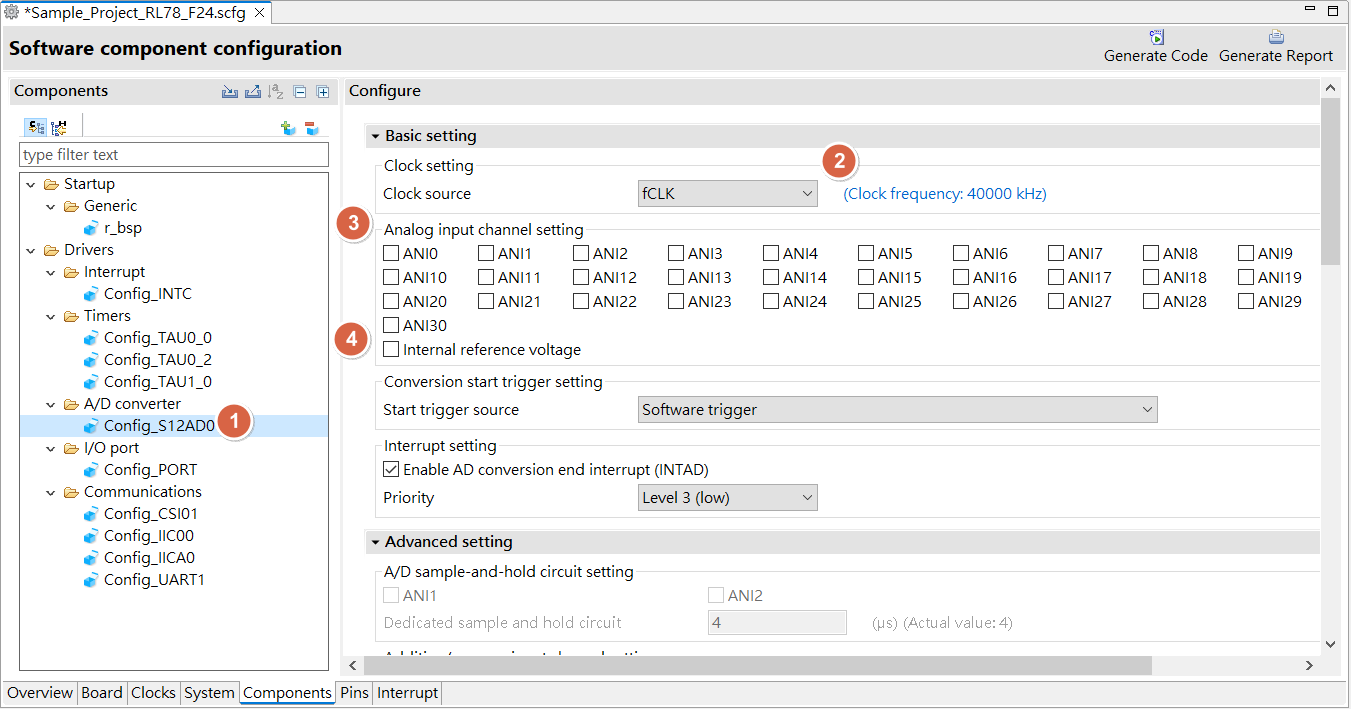 *Sample_Project_RL78_F24.scfg
Software component configuration
Generate Code Generate Report
Components
Configure
type filter text
Startup
Generic
r_bsp
Drivers
Interrupt
Config_INTC
Timers
Config_TAU0_0
Config_TAU0_2
Config_TAU1_0
A/D converter
Config_S12AD0
1
I/O port
Config_PORT
Communications
Config_CSI01
Config_IIC00
Config_IICA0
Config_UART1
Basic setting
Clock setting
2
Clock source fCLK (Clock frequency: 40000 kHz)
3
Analog input channel setting
ANI0 ANI1 ANI2 ANI3 ANI4 ANI5 ANI6 ANI7 ANI8 ANI9
ANI10 ANI11 ANI12 ANI13 ANI14 ANI15 ANI16 ANI17 ANI18 ANI19
ANI20 ANI21 ANI22 ANI23 ANI24 ANI25 ANI26 ANI27 ANI28 ANI29
ANI30
4
Internal reference voltage
Conversion start trigger setting
Start trigger source Software trigger
Interrupt setting
Enable AD conversion end interrupt (INTAD)
Priority Level 3 (low)
Advanced setting
A/D sample-and-hold circuit setting
ANI1 ANI2
Dedicated sample and hold circuit 4 (μs) (Actual value: 4)
Overview Board Clocks System Components Pins Interrupt